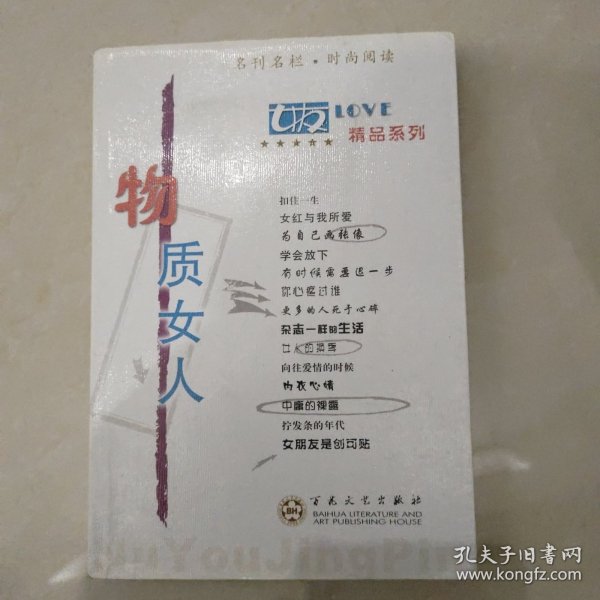 名刊名栏·时尚阅读
女友 LOVE
★★★★★ 精品系列
物质女人
扣住一生
女红与我所爱
为自己画张像
学会放下
有时候需要退一步
你心疼过谁
更多的人死于心碎
杂志一样的生活
向往爱情的时候
内衣心情
中庸的裸露
拧发条的年代
女朋友是创可贴
百花文艺出版社
BAIHUA LITERATURE AND
ART PUBLISHING HOUSE
BH
孔夫子旧书网
www.kongfz.com